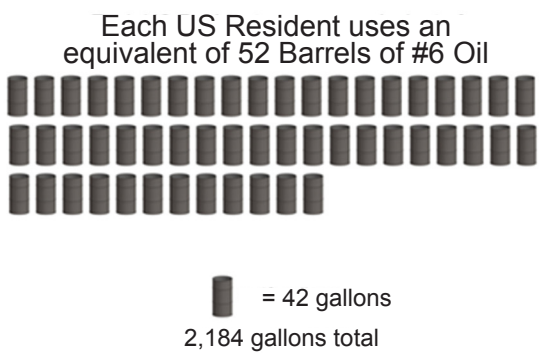 Each US Resident uses an
equivalent of 52 Barrels of #6 Oil
= 42 gallons
2,184 gallons total